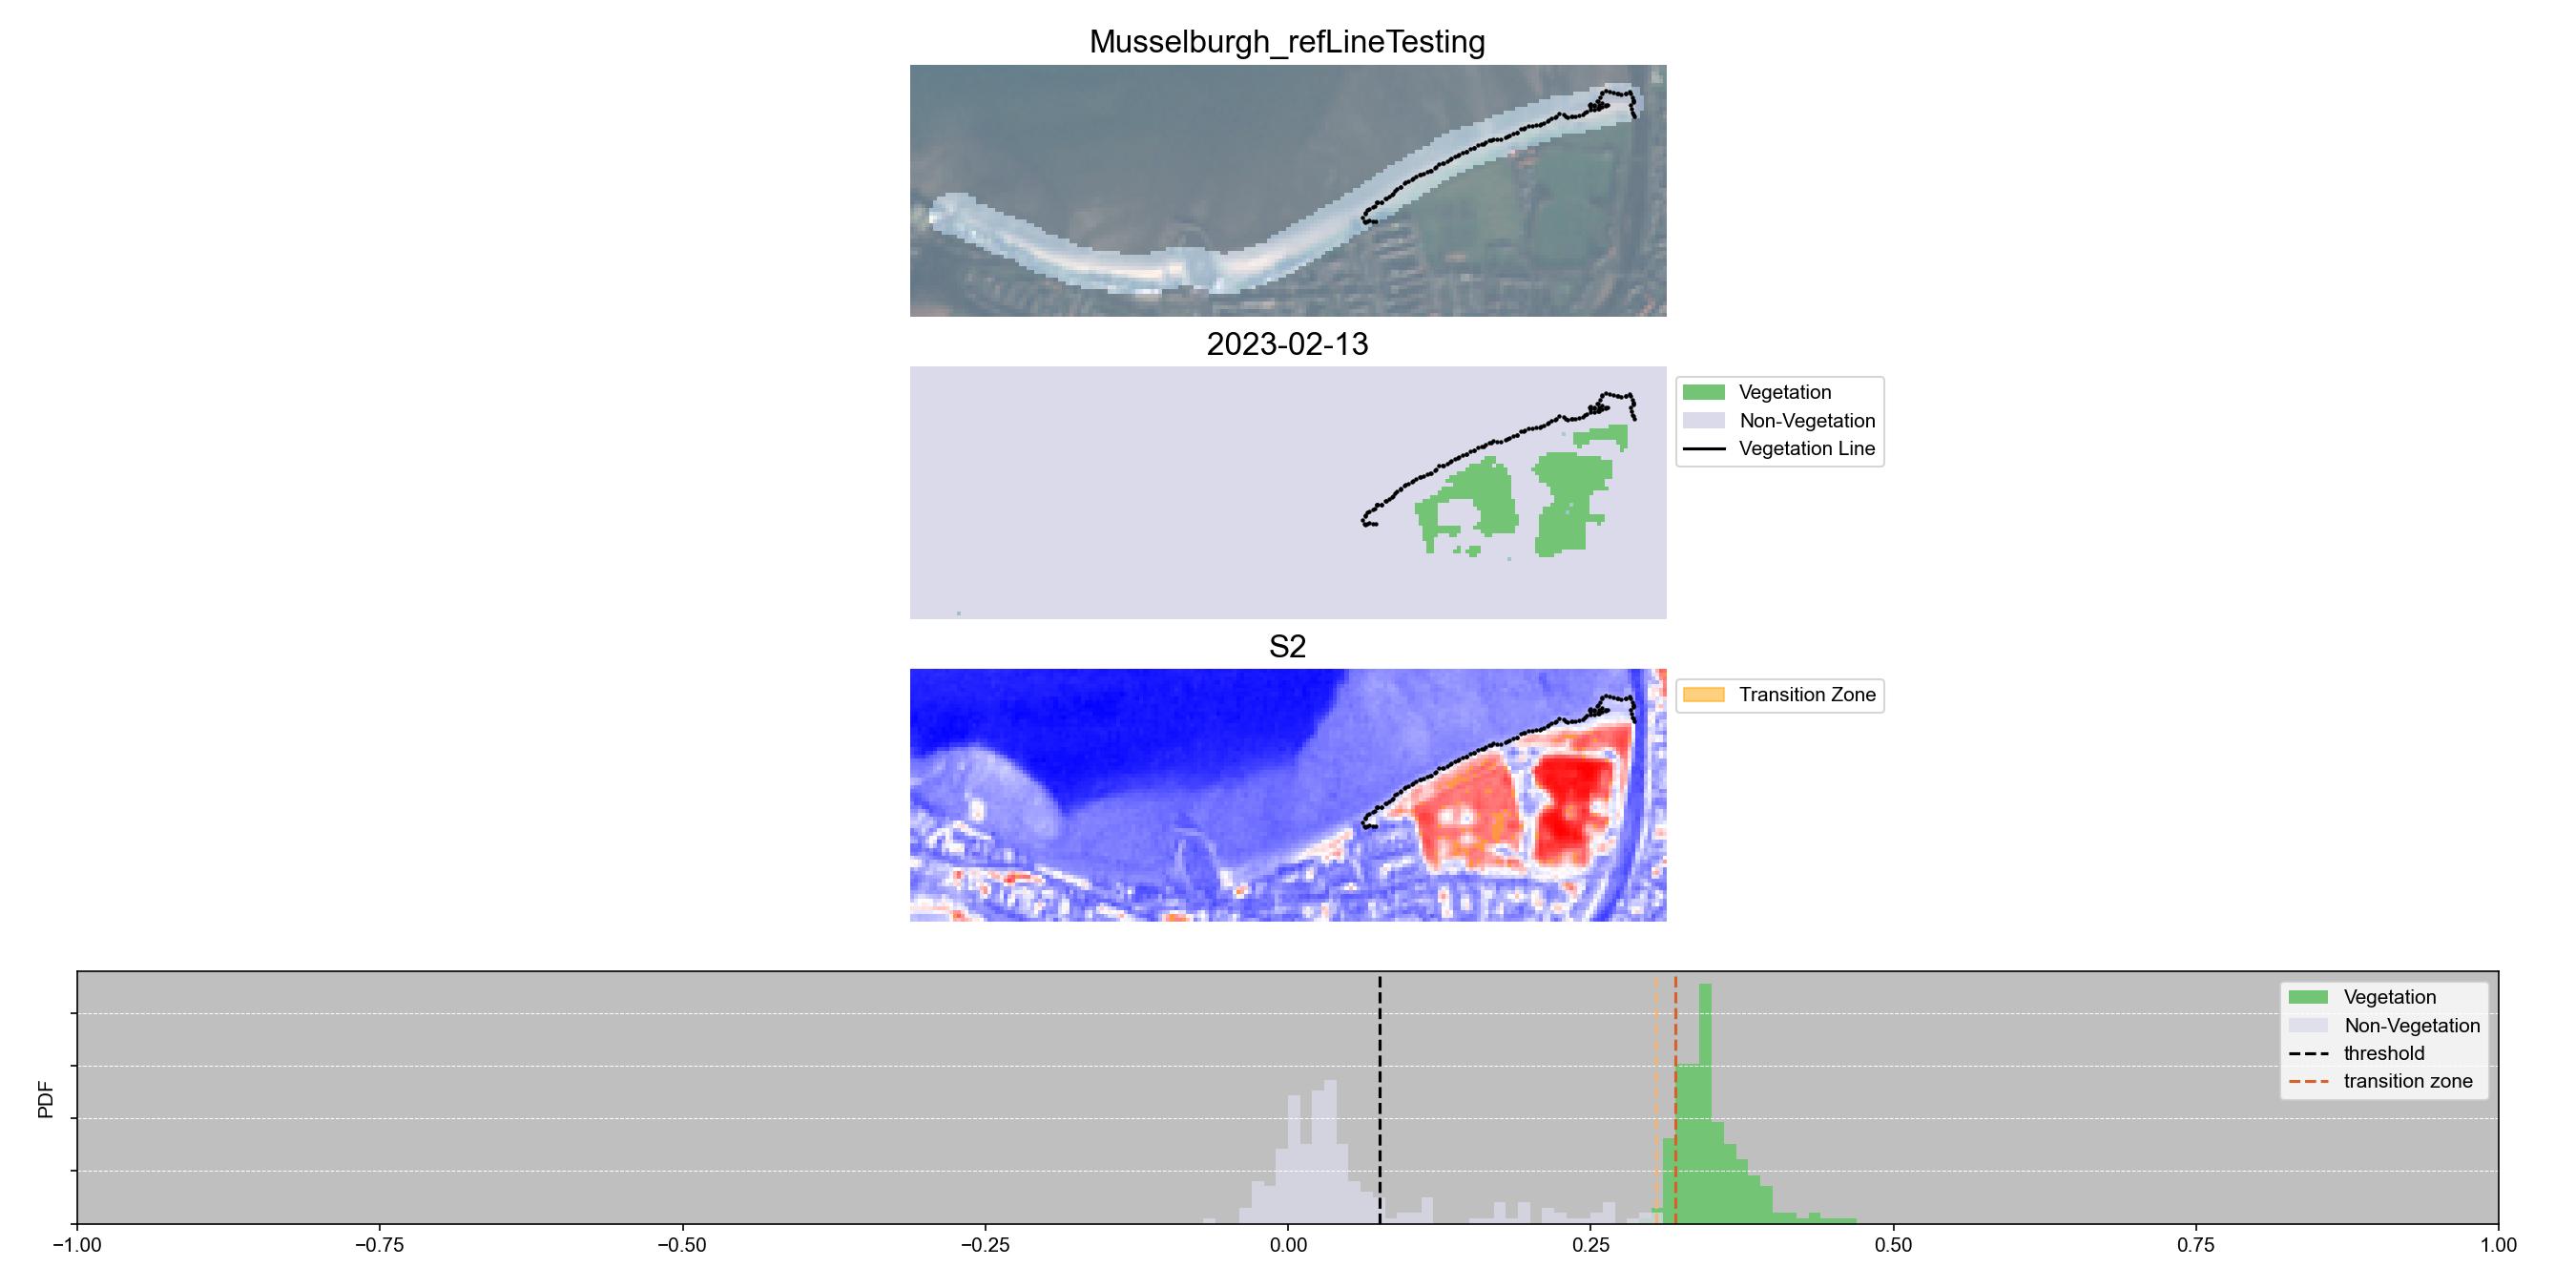 Musselburgh_refLineTesting
2023-02-13
Vegetation
Non-Vegetation
Vegetation Line
S2
Transition Zone
PDF
Vegetation
Non-Vegetation
threshold
transition zone
−1.00 −0.75 −0.50 −0.25 0.00 0.25 0.50 0.75 1.00